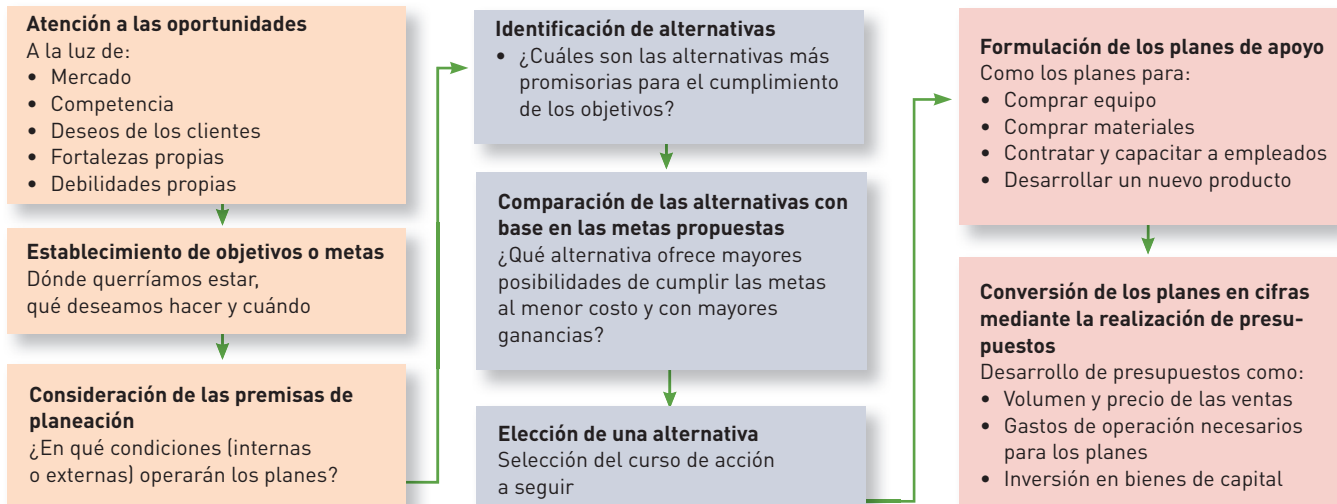 Atención a las oportunidades
A la luz de:
• Mercado
• Competencia
• Deseos de los clientes
• Fortalezas propias
• Debilidades propias
Establecimiento de objetivos o metas
Dónde querríamos estar,
qué deseamos hacer y cuándo
Consideración de las premisas de
planeación
¿En qué condiciones (internas
o externas) operarán los planes?
Identificación de alternativas
• ¿Cuáles son las alternativas más
promisorias para el cumplimiento
de los objetivos?
Comparación de las alternativas con
base en las metas propuestas
¿Qué alternativa ofrece mayores
posibilidades de cumplir las metas
al menor costo y con mayores
ganancias?
Elección de una alternativa
Selección del curso de acción
a seguir
Formulación de los planes de apoyo
Como los planes para:
• Comprar equipo
• Comprar materiales
• Contratar y capacitar a empleados
• Desarrollar un nuevo producto
Conversión de los planes en cifras
mediante la realización de presu-
puestos
Desarrollo de presupuestos como:
• Volumen y precio de las ventas
• Gastos de operación necesarios
para los planes
• Inversión en bienes de capital